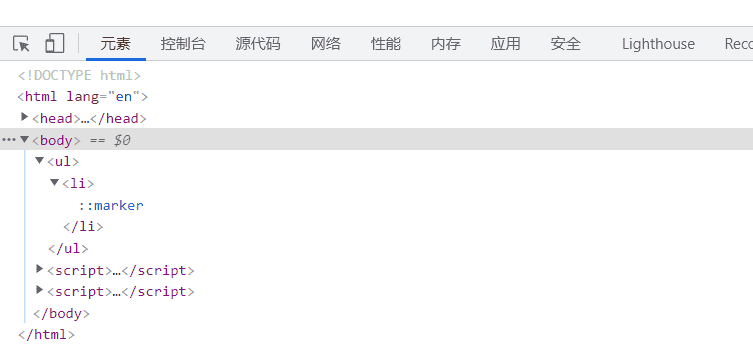 元素 控制台 源代码 网络 性能 内存 应用 安全 Lighthouse Reco
<!DOCTYPE html>
<html lang="en">
<head>…</head>
<body> == $0
<ul>
<li>
::marker
</li>
</ul>
<script>…</script>
<script>…</script>
</body>
</html>